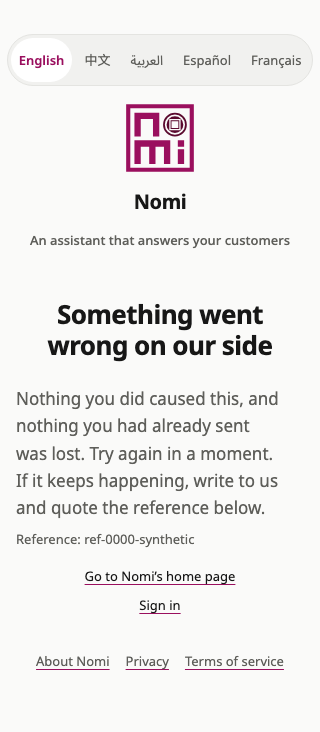 English 中文 العربية Español Français
nomi
Nomi
An assistant that answers your customers
Something went
wrong on our side
Nothing you did caused this, and
nothing you had already sent
was lost. Try again in a moment.
If it keeps happening, write to us
and quote the reference below.
Reference: ref-0000-synthetic
Go to Nomi’s home page
Sign in
About Nomi Privacy Terms of service